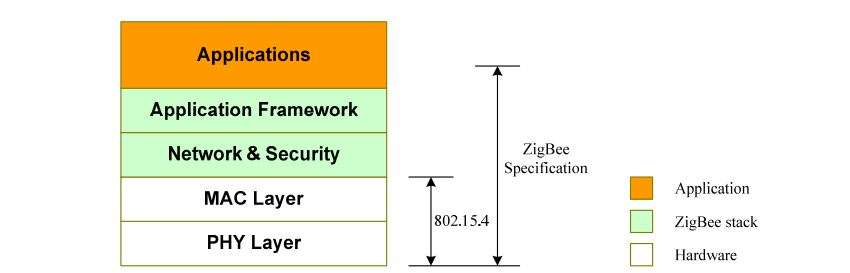 Applications
Application Framework
Network & Security
MAC Layer
PHY Layer
802.15.4
ZigBee
Specification
Application
ZigBee stack
Hardware